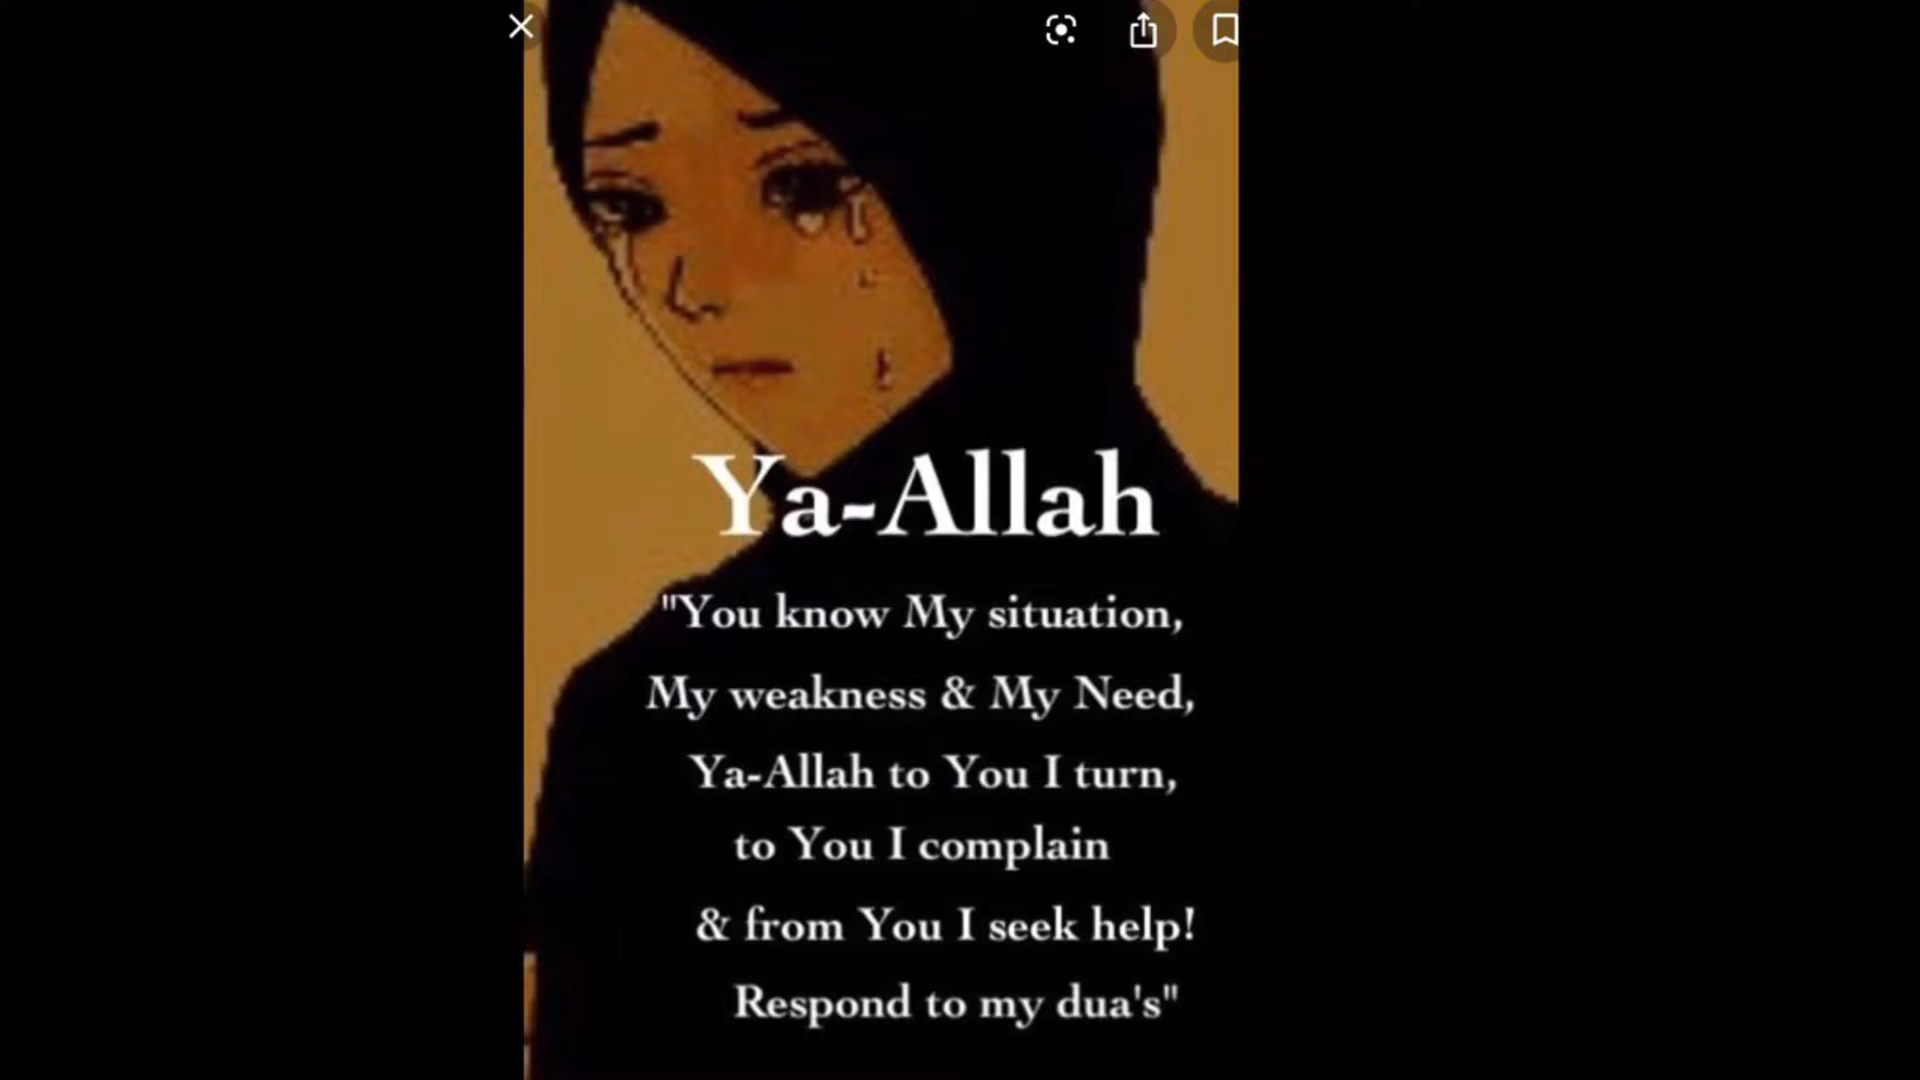 Ya-Allah
"You know My situation,
My weakness & My Need,
Ya-Allah to You I turn,
to You I complain
& from You I seek help!
Respond to my dua's"